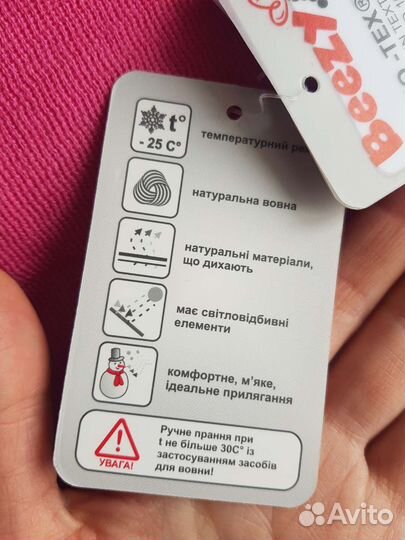 Beezy
-TEX®
t°
- 25 C°
температурний
натуральна вовна
натуральні матеріали,
що дихають
має світловідбивні
елементи
комфортне, м'яке,
ідеальне прилягання
УВАГА!
Ручне прання при
t не більше 30С° із
застосуванням засобів
для вовни!
Avito